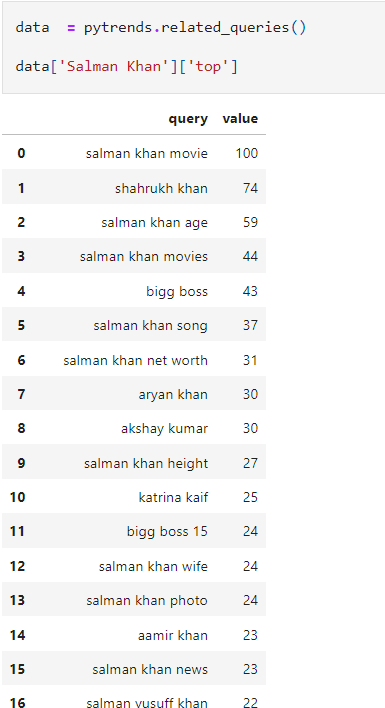 data = pytrends.related_queries()
data['Salman Khan']['top']
query value
0 salman khan movie 100
1 shahrukh khan 74
2 salman khan age 59
3 salman khan movies 44
4 bigg boss 43
5 salman khan song 37
6 salman khan net worth 31
7 aryan khan 30
8 akshay kumar 30
9 salman khan height 27
10 katrina kaif 25
11 bigg boss 15 24
12 salman khan wife 24
13 salman khan photo 24
14 aamir khan 23
15 salman khan news 23
16 salman yusuff khan 22